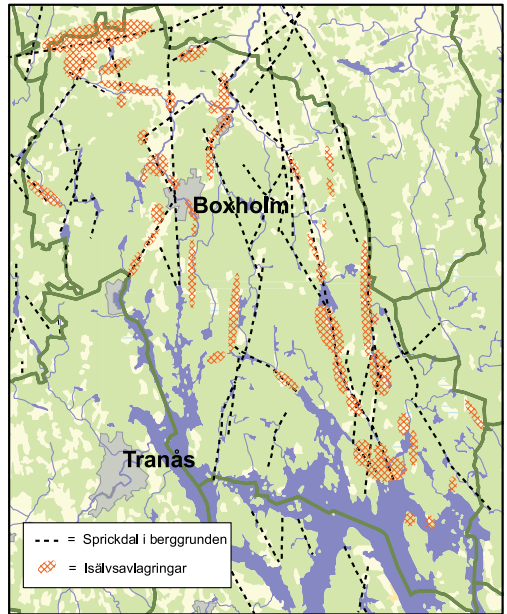 Boxholm
Tranås
= Sprickdal i berggrunden
= Isälvsavlagringar